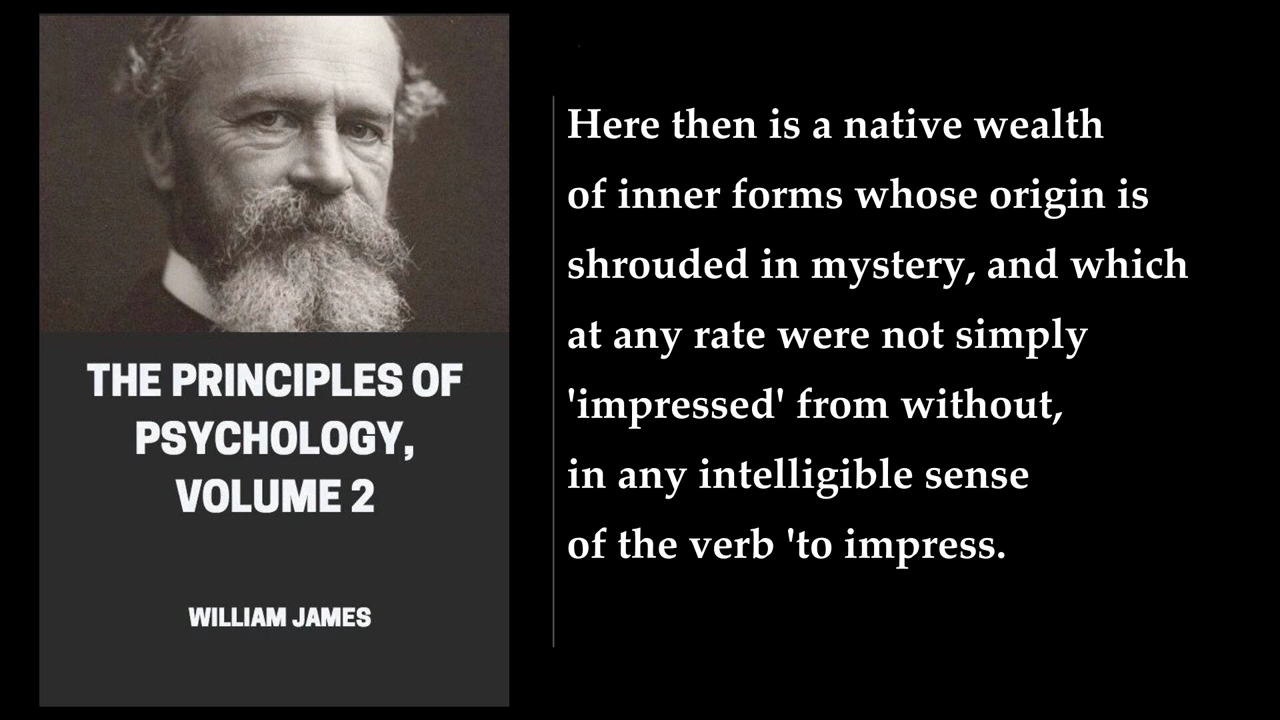 THE PRINCIPLES OF
PSYCHOLOGY,
VOLUME 2
WILLIAM JAMES
Here then is a native wealth
of inner forms whose origin is
shrouded in mystery, and which
at any rate were not simply
'impressed' from without,
in any intelligible sense
of the verb 'to impress.